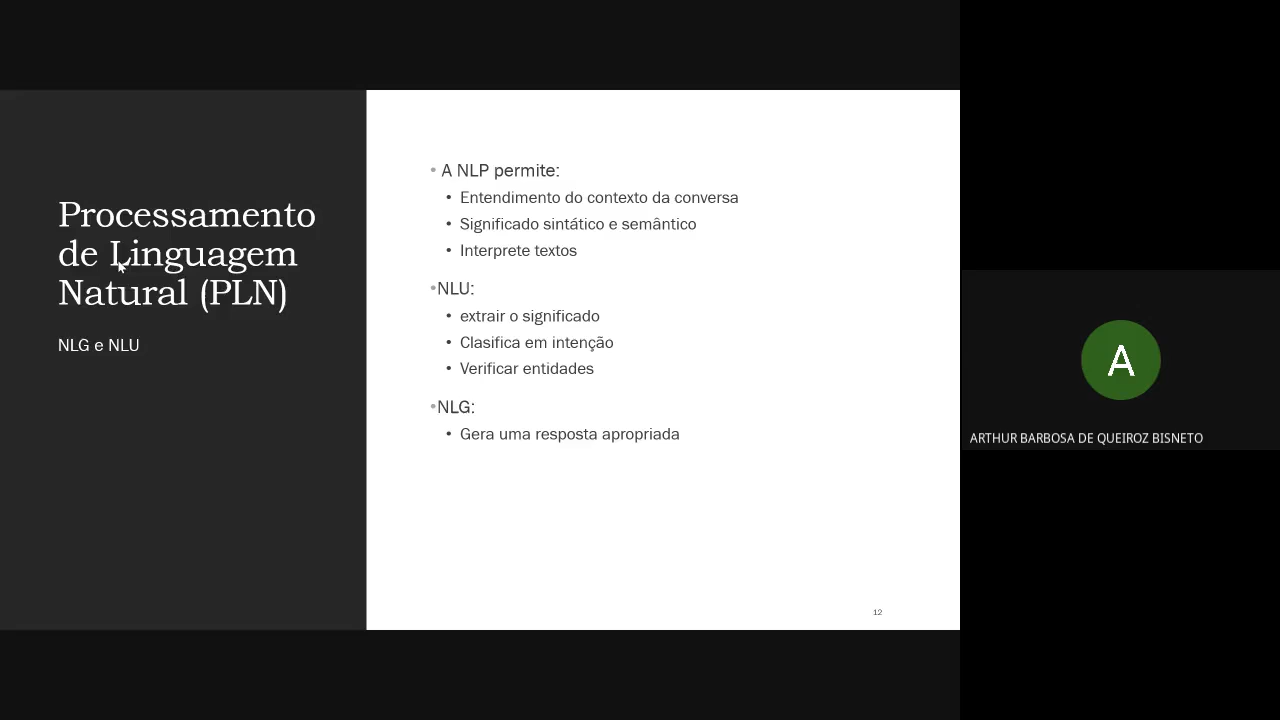 Processamento
de Linguagem
Natural (PLN)
NLG e NLU
• A NLP permite:
• Entendimento do contexto da conversa
• Significado sintático e semântico
• Interprete textos
•NLU:
• extrair o significado
• Clasifica em intenção
• Verificar entidades
•NLG:
• Gera uma resposta apropriada
12
A
ARTHUR BARBOSA DE QUEIROZ BISNETO